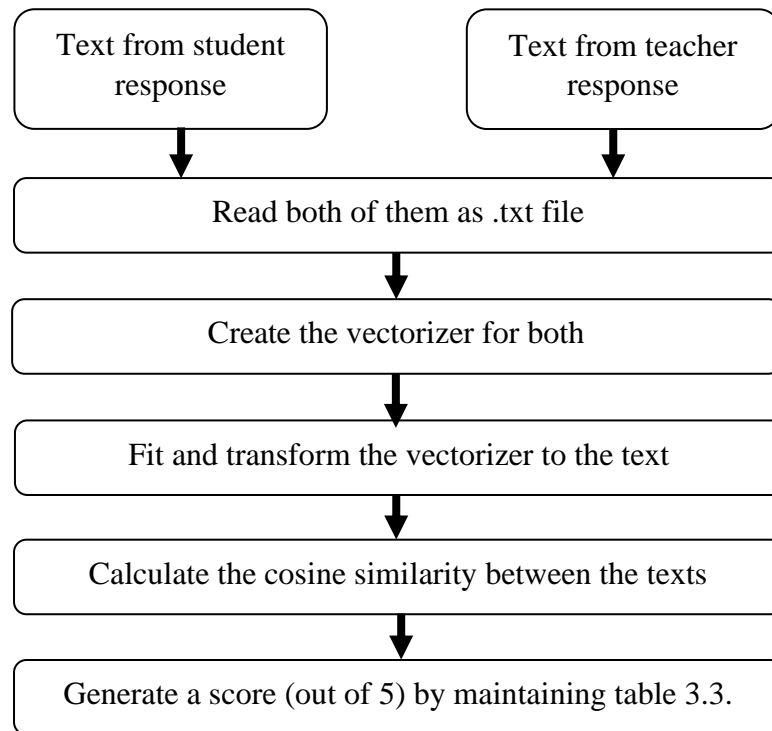 Text from student
response
Text from teacher
response
Read both of them as .txt file
Create the vectorizer for both
Fit and transform the vectorizer to the text
Calculate the cosine similarity between the texts
Generate a score (out of 5) by maintaining table 3.3.